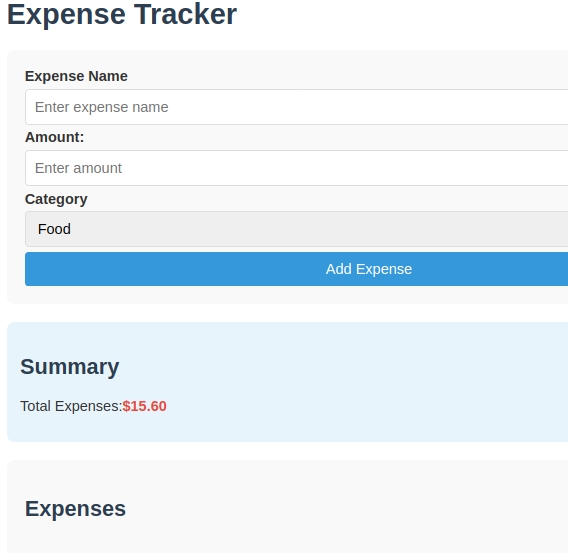 Expense Tracker
Expense Name
Enter expense name
Amount:
Enter amount
Category
Food
Add Expense
Summary
Total Expenses:$15.60
Expenses